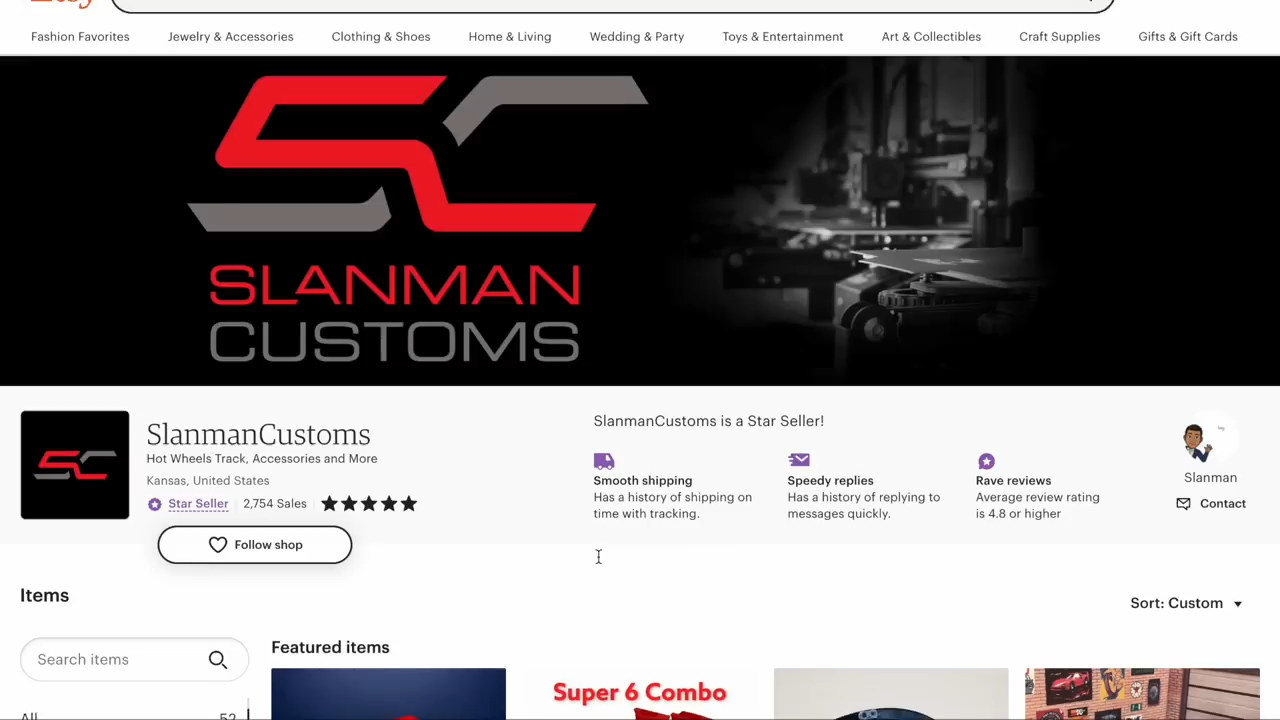 Etsy
Fashion Favorites
Jewelry & Accessories
Clothing & Shoes
Home & Living
Wedding & Party
Toys & Entertainment
Art & Collectibles
Craft Supplies
Gifts & Gift Cards
SC
SLANMAN
CUSTOMS
SC
SlanmanCustoms
Hot Wheels Track, Accessories and More
Kansas, United States
Star Seller
2,754 Sales
Follow shop
SlanmanCustoms is a Star Seller!
Smooth shipping
Has a history of shipping on
time with tracking.
Speedy replies
Has a history of replying to
messages quickly.
Rave reviews
Average review rating
is 4.8 or higher
Slanman
Contact
Items
Sort: Custom
Search items
Featured items
Super 6 Combo
All
52